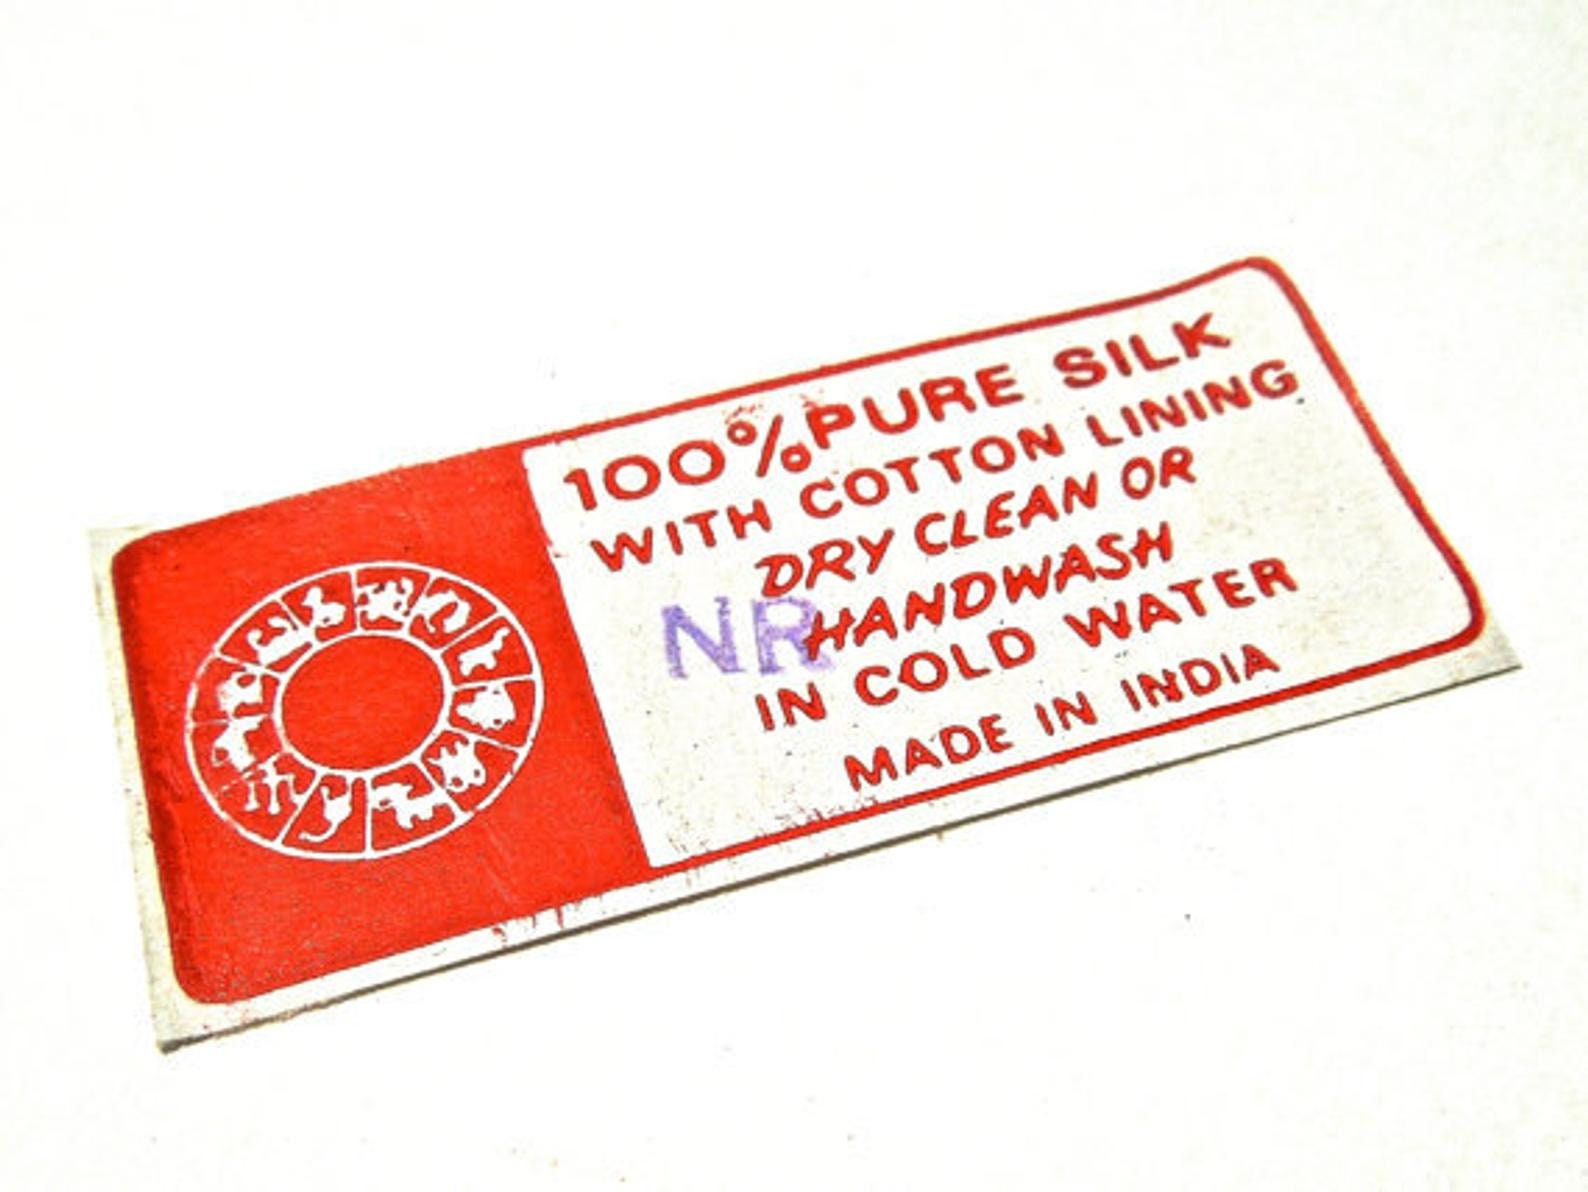 100% PURE SILK
WITH COTTON LINING
DRY CLEAN OR
HANDWASH
NR
IN COLD WATER
MADE IN INDIA